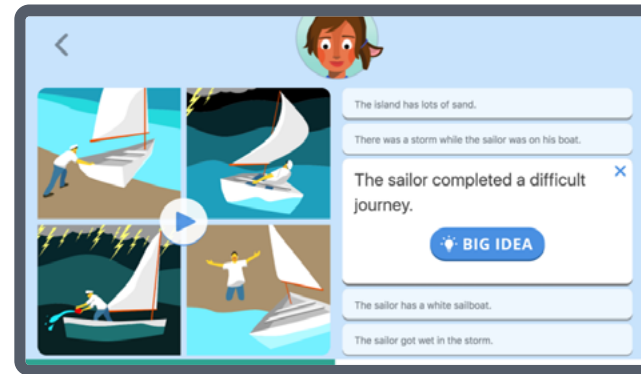 The island has lots of sand.
There was a storm while the sailor was on his boat.
The sailor completed a difficult
journey.
BIG IDEA
The sailor has a white sailboat.
The sailor got wet in the storm.